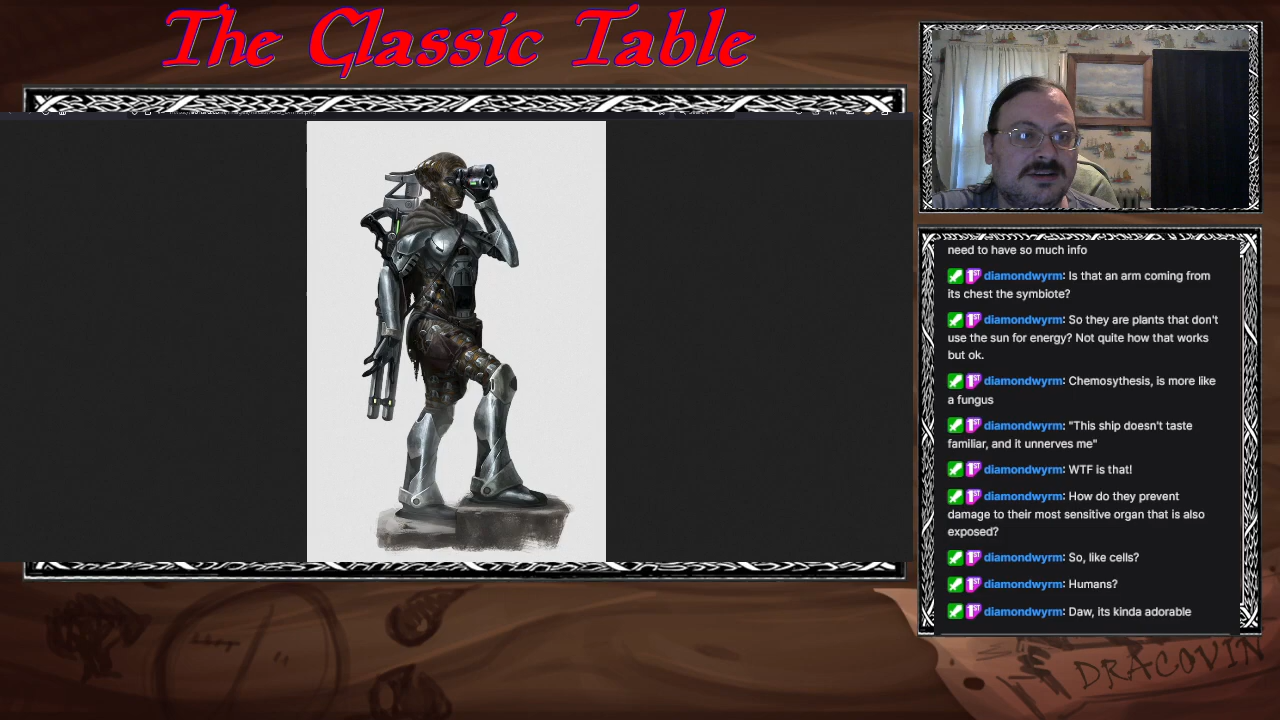 The Classic Table
need to have so much info
diamondwyrm: Is that an arm coming from
its chest the symbiote?
diamondwyrm: So they are plants that don't
use the sun for energy? Not quite how that works
but ok.
diamondwyrm: Chemosythesis, is more like
a fungus
diamondwyrm: "This ship doesn't taste
familiar, and it unnerves me"
diamondwyrm: WTF is that!
diamondwyrm: How do they prevent
damage to their most sensitive organ that is also
exposed?
diamondwyrm: So, like cells?
diamondwyrm: Humans?
diamondwyrm: Daw, its kinda adorable
DRACOVIN